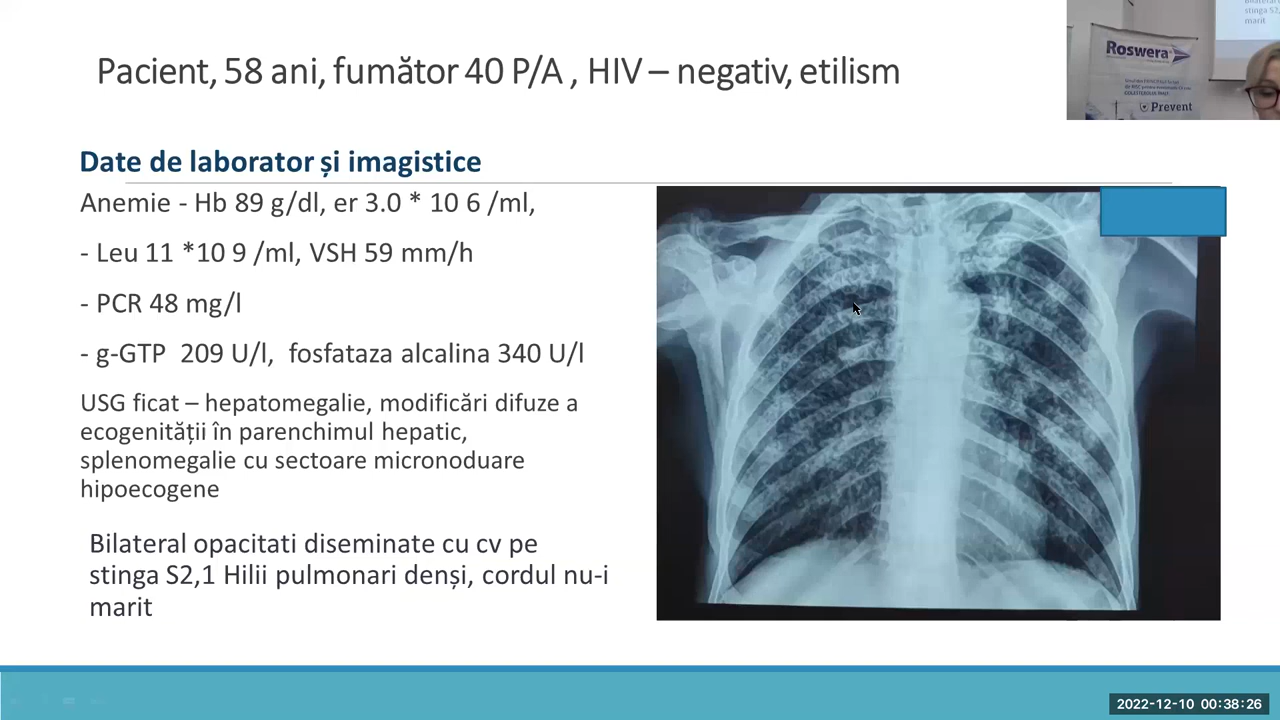 Pacient, 58 ani, fumător 40 P/A , HIV – negativ, etilism
Roswera
Prevent
stinga S2,
marit
Date de laborator și imagistice
Anemie - Hb 89 g/dl, er 3.0 * 10 6 /ml,
- Leu 11 *10 9 /ml, VSH 59 mm/h
- PCR 48 mg/l
- g-GTP 209 U/l, fosfataza alcalina 340 U/l
USG ficat – hepatomegalie, modificări difuze a
ecogenității în parenchimul hepatic,
splenomegalie cu sectoare micronoduare
hipoecogene
Bilateral opacitati diseminate cu cv pe
stinga S2,1 Hilii pulmonari denși, cordul nu-i
marit
2022-12-10 00:38:26